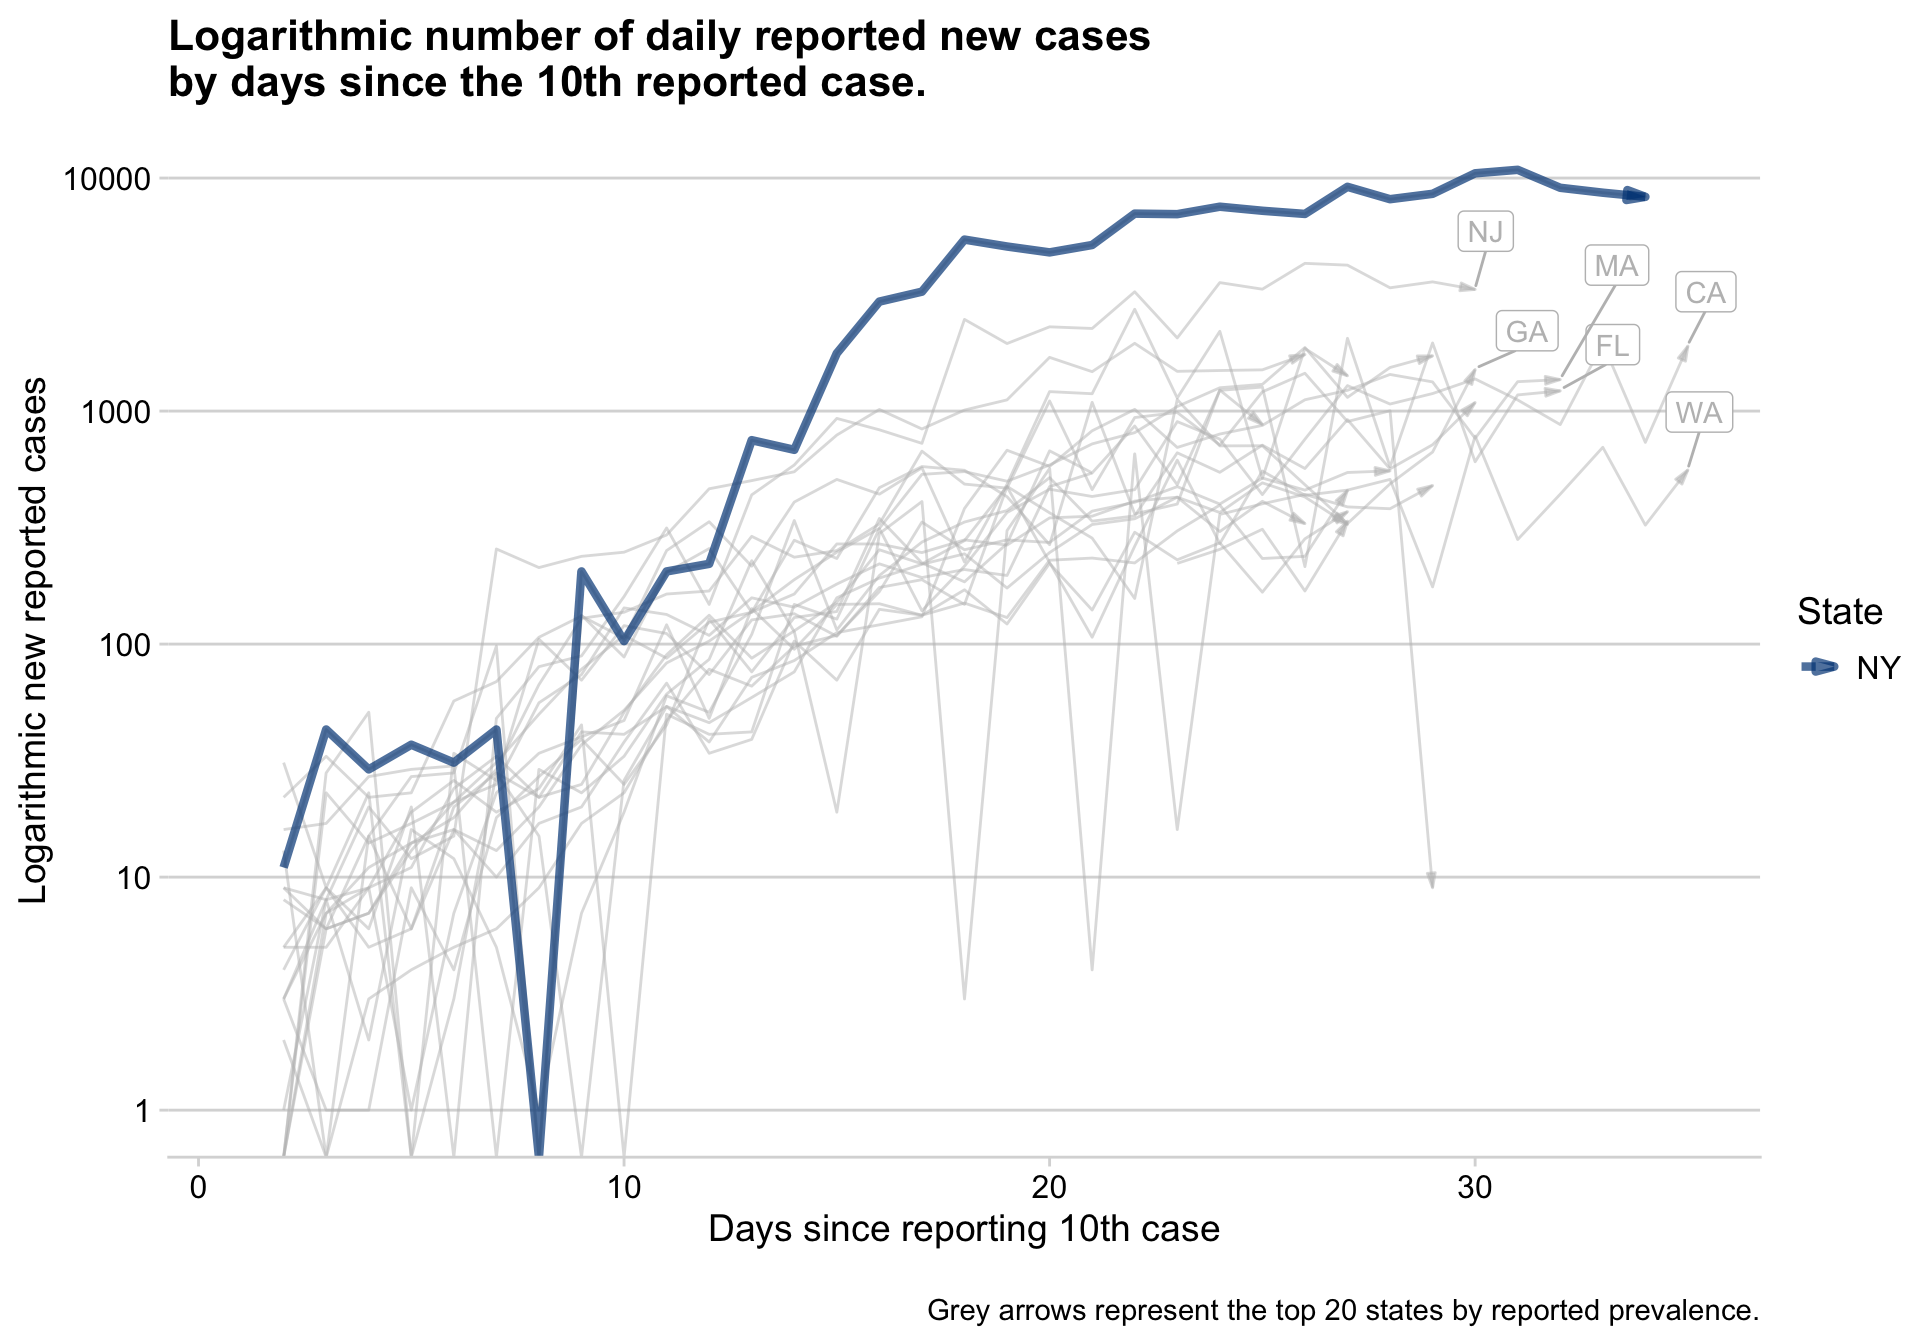 Logarithmic number of daily reported new cases
by days since the 10th reported case.
Logarithmic new reported cases
10000
1000
100
10
1
NJ
MA
CA
GA
FL
WA
State
NY
0
10
20
30
Days since reporting 10th case
Grey arrows represent the top 20 states by reported prevalence.